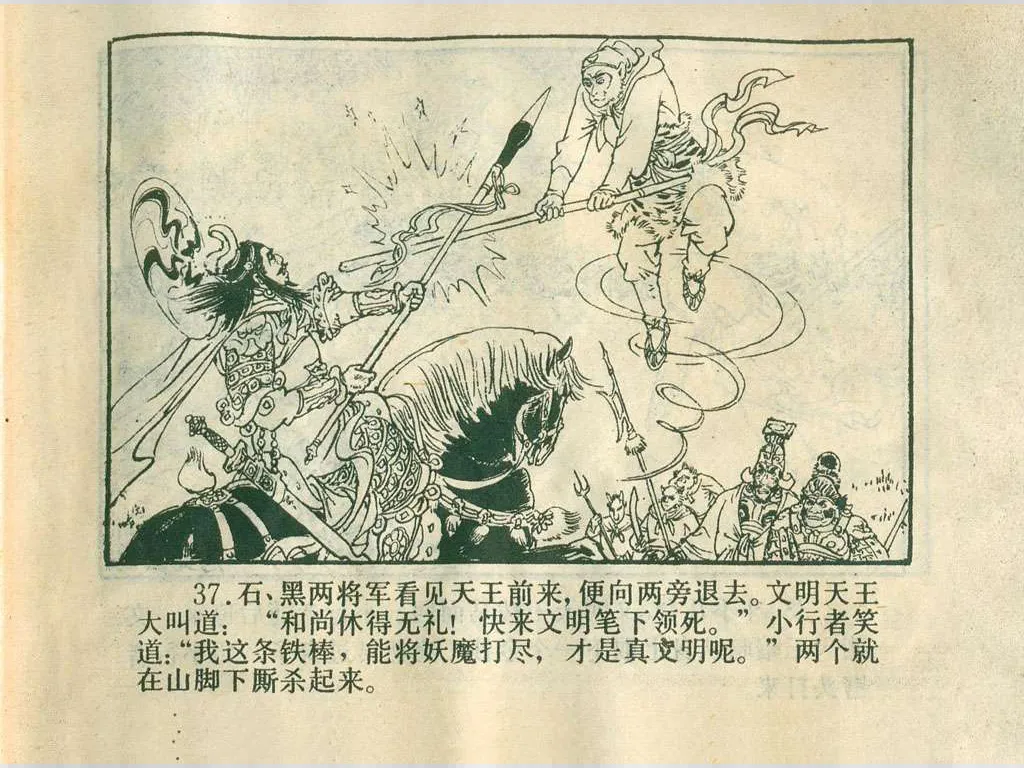 37.石、黑两将军看见天王前来,便向两旁退去。文明天王
大叫道:“和尚休得无礼!快来文明笔下领死。”小行者笑
道:“我这条铁棒,能将妖魔打尽,才是真文明呢。”两个就
在山脚下厮杀起来。